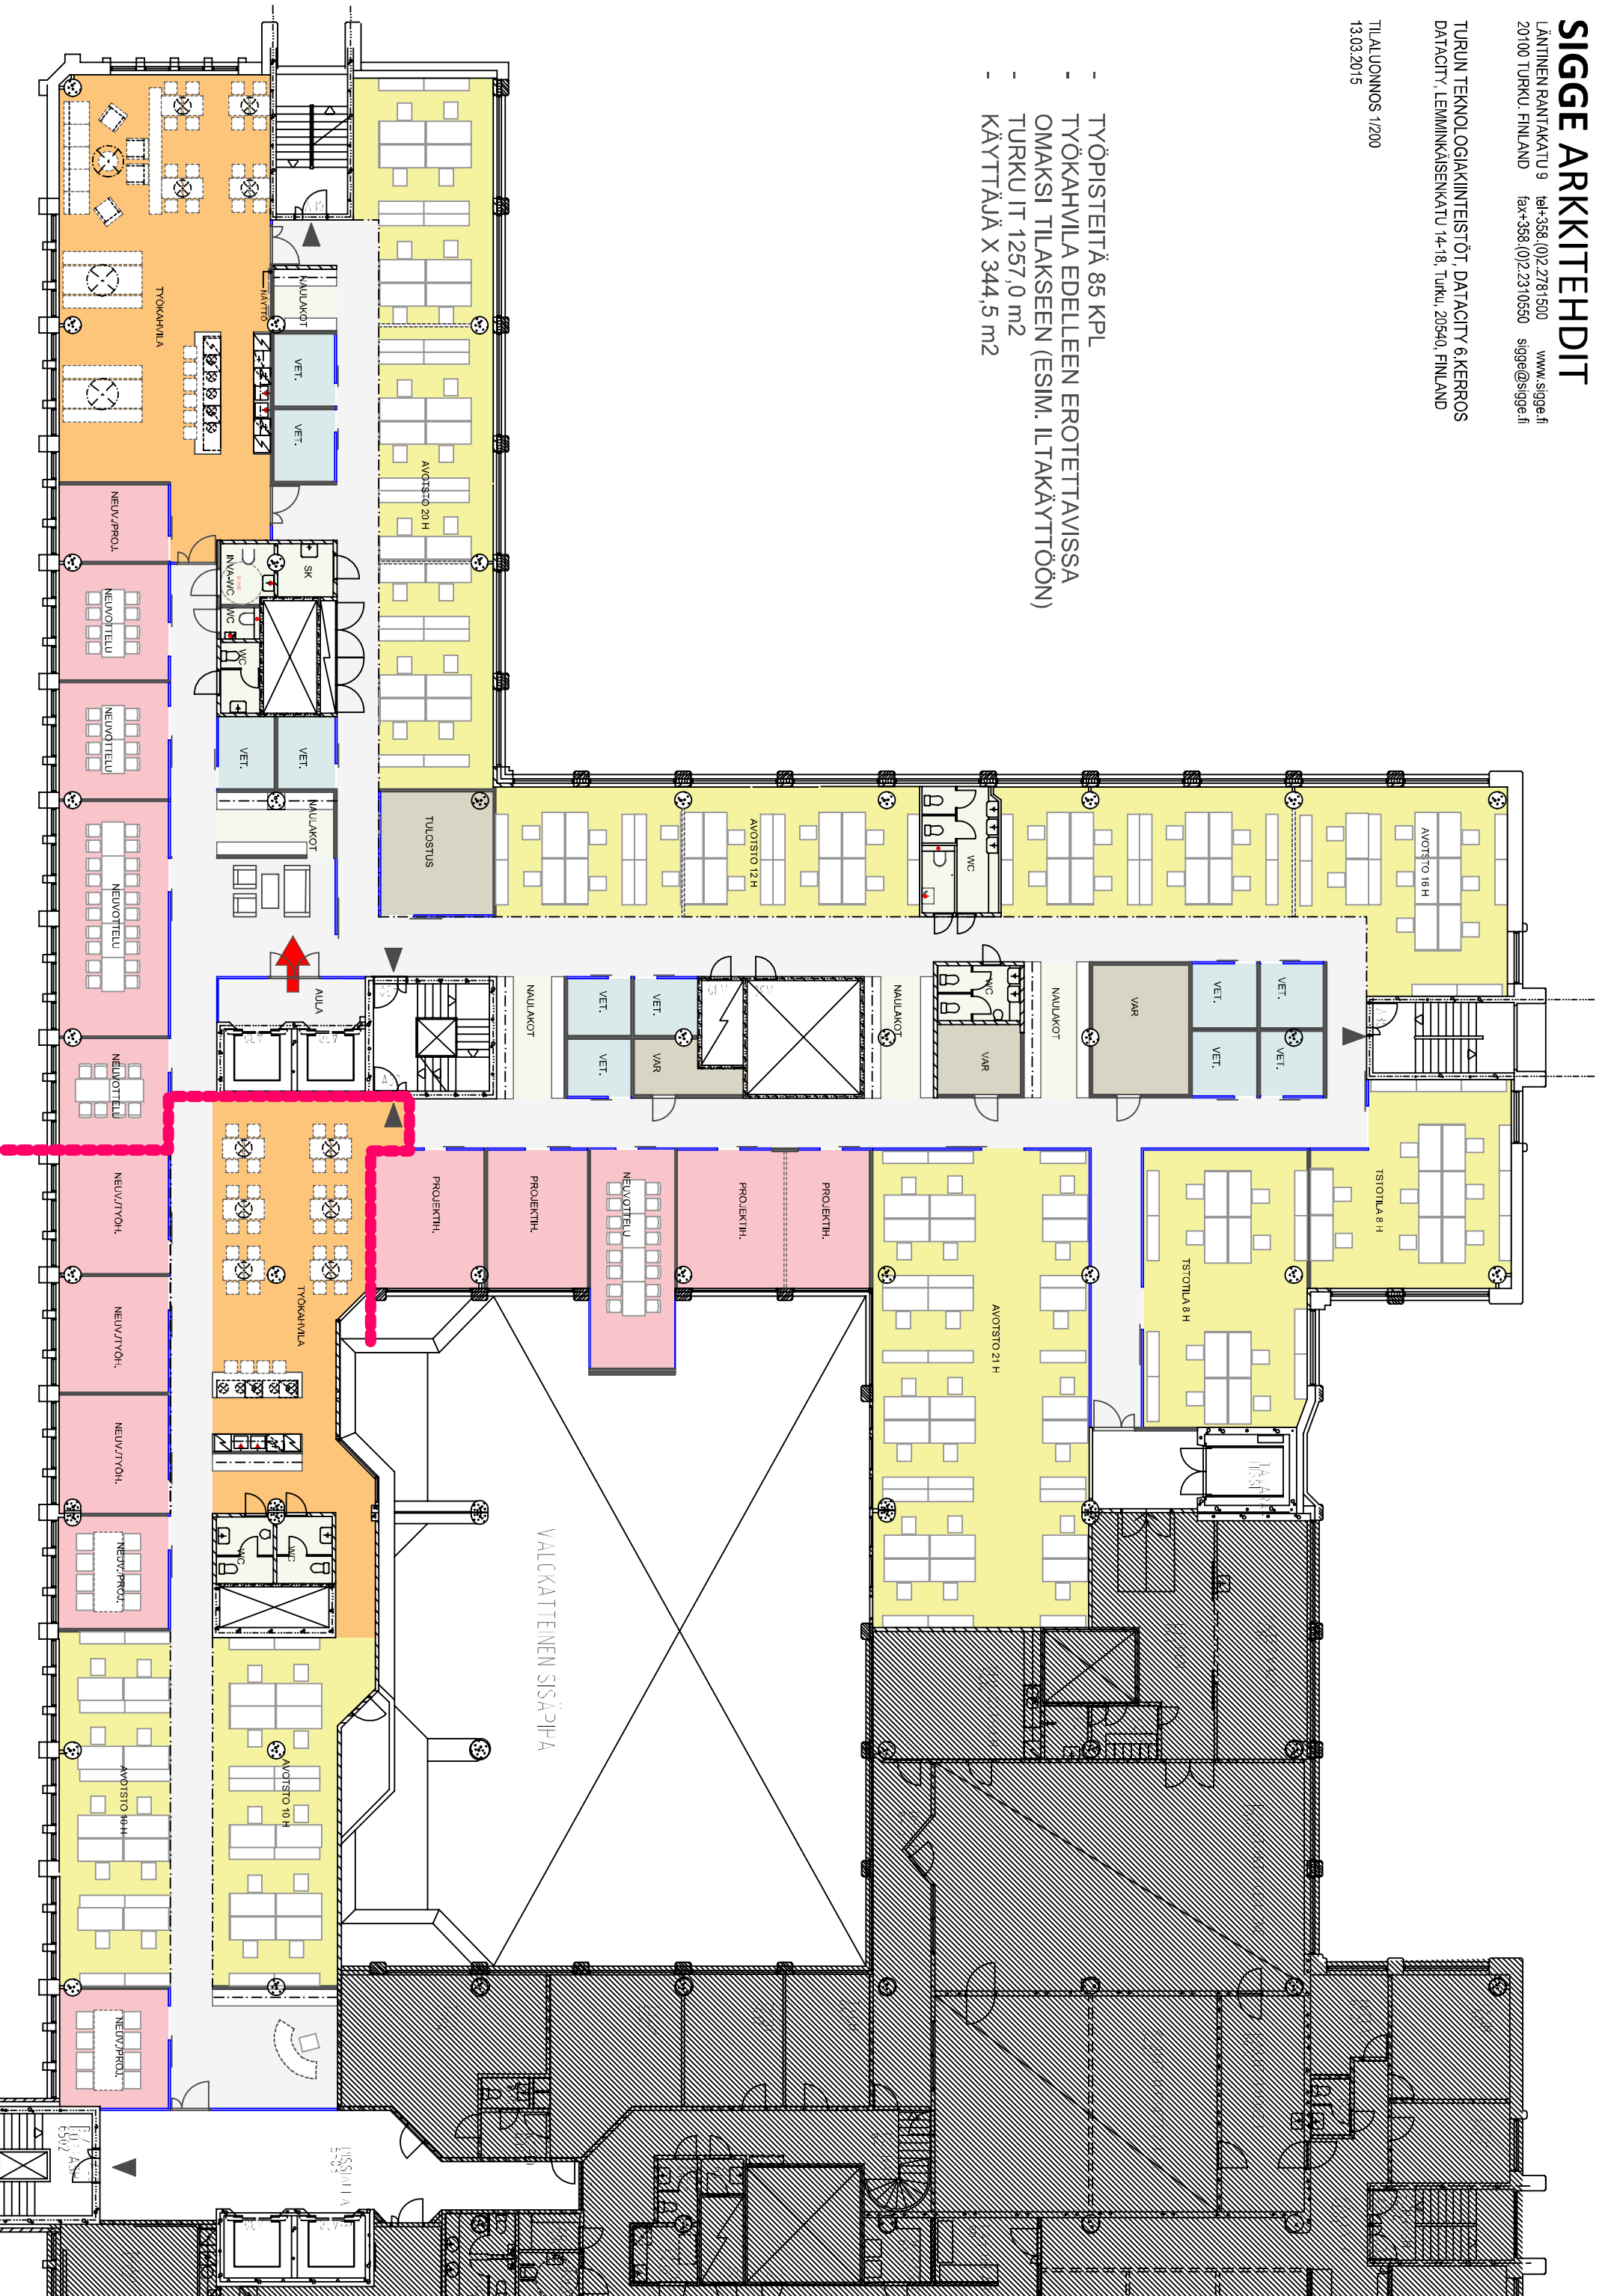 SIGGE ARKKITEHDIT
LÄNTINEN RANTAKATU 9 tel+358.(0)2.2781500 www.sigge.fi
20100 TURKU. FINLAND fax+358.(0)2.2310550 sigge@sigge.fi
TURUN TEKNOLOGIAKIINTEISTÖT, DATACITY 6.KERROS
DATACITY, LEMMINKÄISENKATU 14-18, Turku, 20540, FINLAND
TILALUONNOS 1/200
13.03.2015
- TYÖPISTEITÄ 85 KPL
- TYÖKAHVILA EDELLEEN EROTETTAVISSA
OMAKSI TILAKSEEN (ESIM. ILTAKÄYTTÖÖN)
- TURKU IT 1257,0 m2
- KÄYTTÄJÄ X 344,5 m2
AVOTSTO 16 H
TSTOTILA 8 H
VET.
VET.
VET.
VET.
TSTOTILA 8 H
VAR
NAULAKOT
WC
VAR
WC
AVOTSTO 21 H
NAULAKOT
AVOTSTO 12 H
PROJEKTIH.
PROJEKTIH.
VET.
VAR
VET.
VET.
NEUVOTTELU
NAULAKOT
PROJEKTIH.
PROJEKTIH.
VALOKATTEINEN SISÄPIHA
TULOSTUS
AVOTSTO 20 H
AULA
NAULAKOT
VET.
VET.
SK
INVA-WC
WC
WC
VET.
VET.
NAULAKOT
NÄYTTÖ
TYÖKAHVILA
TYÖKAHVILA
WC
WC
AVOTSTO 10 H
NEUV./PROJ.
NEUVOTTELU
NEUVOTTELU
NEUVOTTELU
NEUVOTTELU
NEUV./TYÖH.
NEUV./TYÖH.
NEUV./TYÖH.
NEUV./PROJ.
AVOTSTO 10 H
NEUV./PROJ.